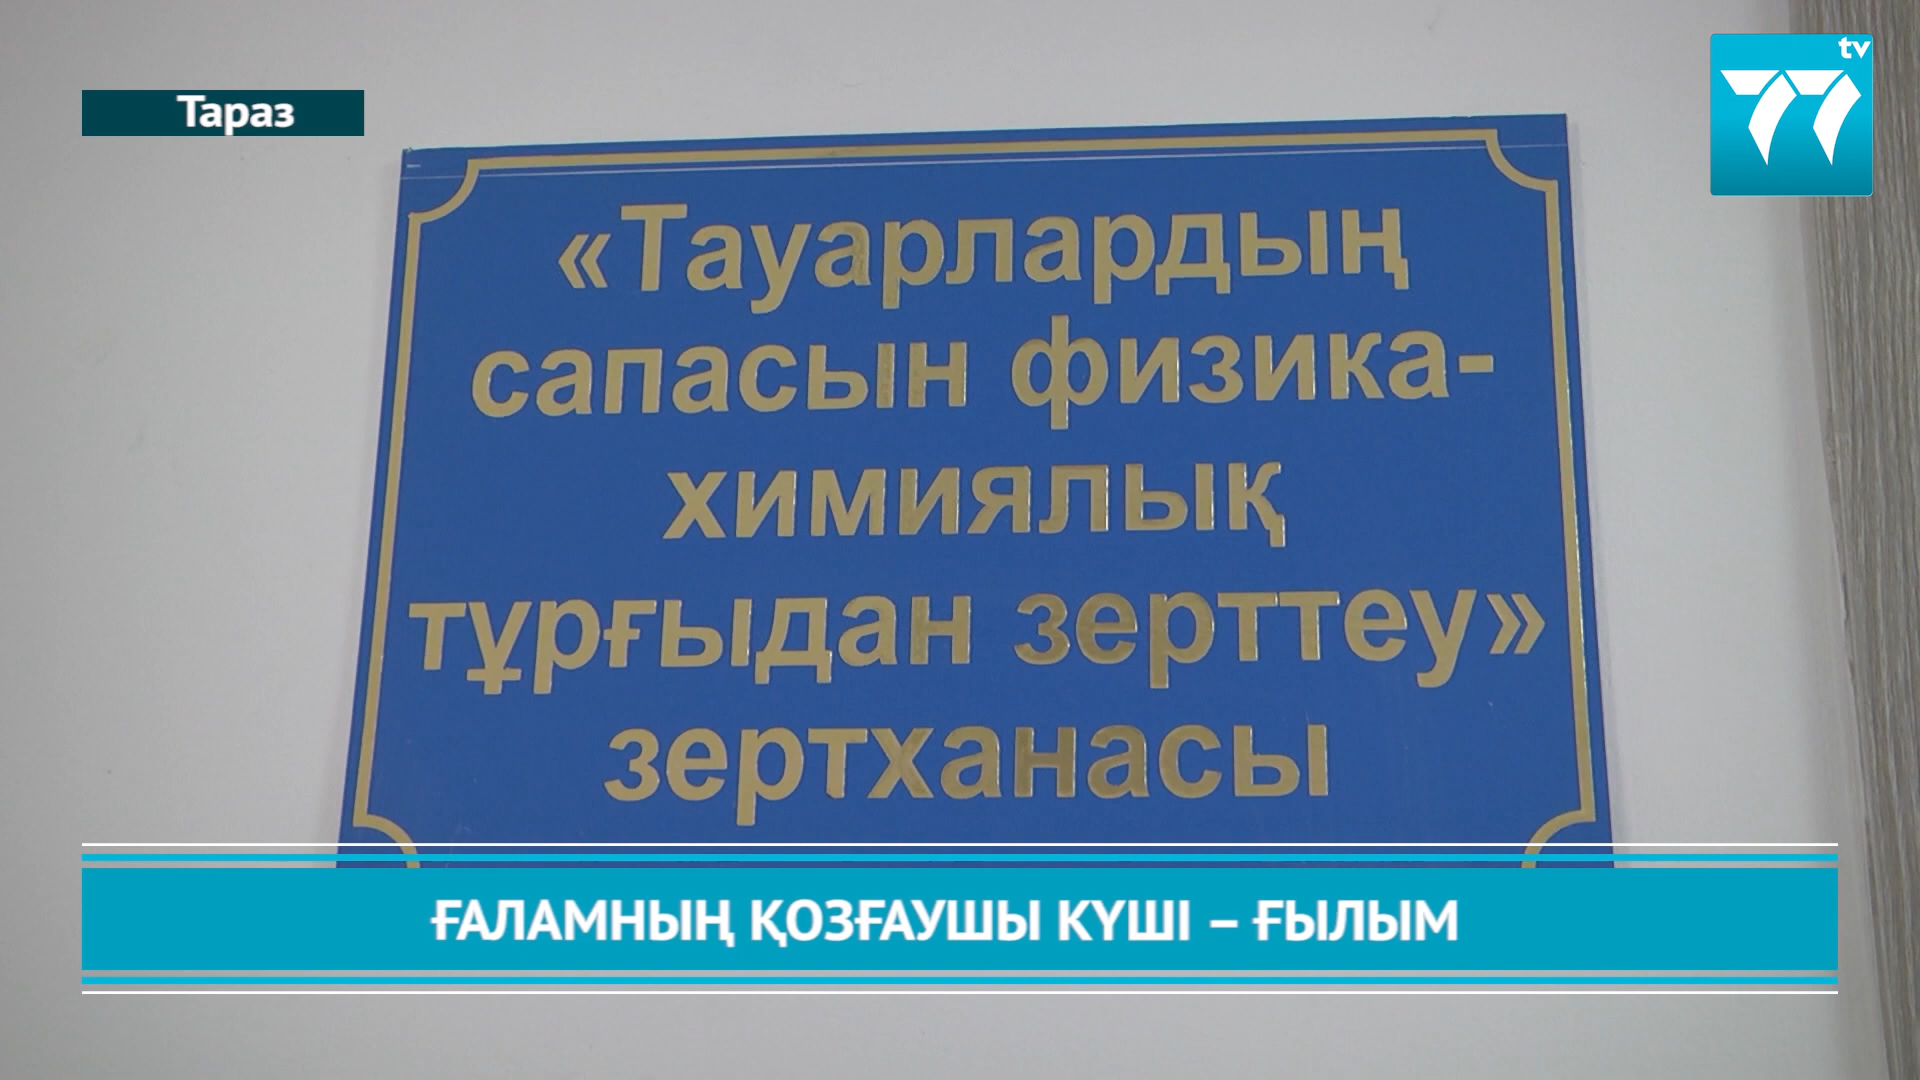 Тараз
tv
77
«Тауарлардың
сапасын физика-
химиялық
тұрғыдан зерттеу»
зертханасы
ҒАЛАМНЫҢ ҚОЗҒАУШЫ КҮШІ – ҒЫЛЫМ